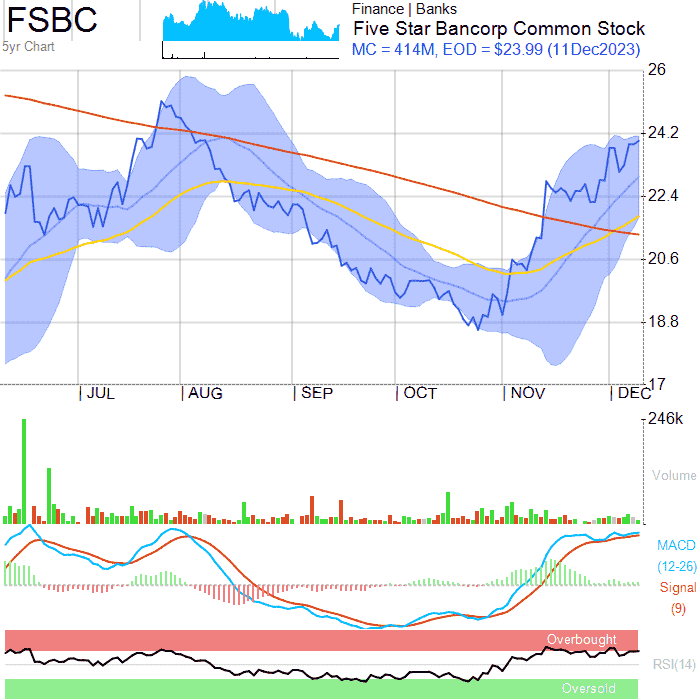 FSBC
5yr Chart
Finance | Banks
Five Star Bancorp Common Stock
MC = 414M, EOD = $23.99 (11Dec2023)
26
24.2
22.4
20.6
18.8
17
JUL AUG SEP OCT NOV DEC
246k
Volume
MACD
(12-26)
Signal
(9)
Overbought
RSI(14)
Oversold